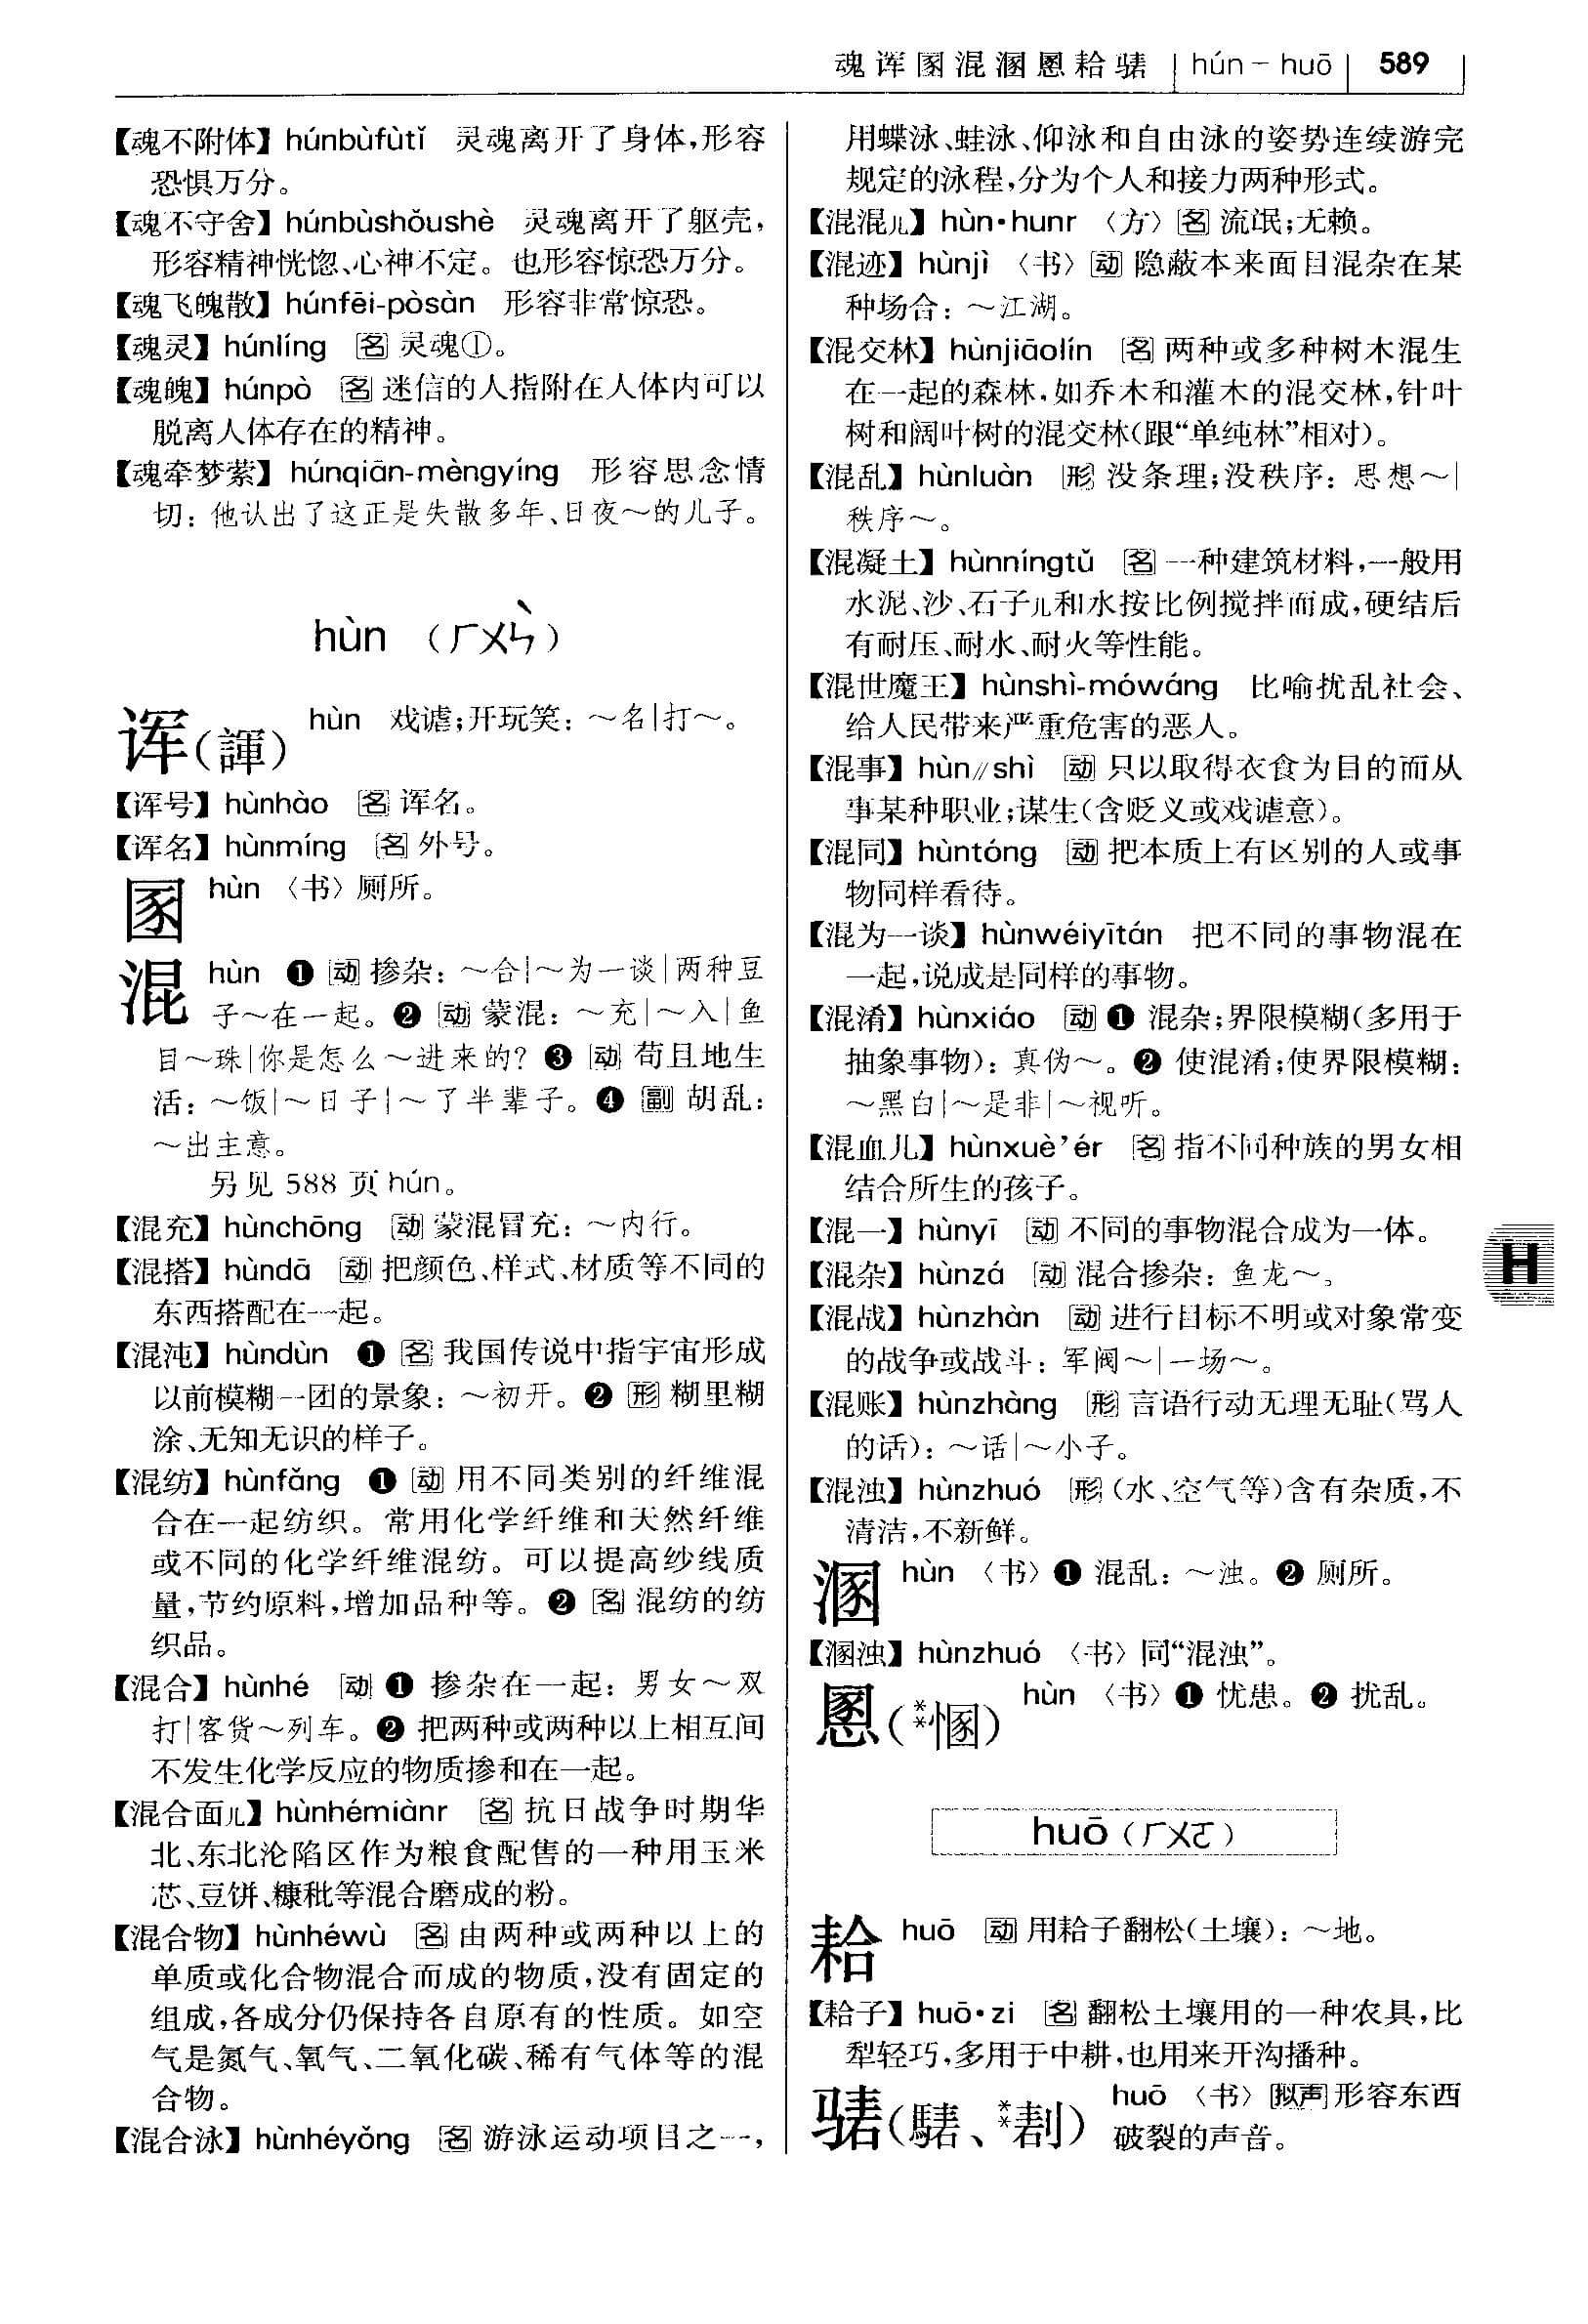 魂诨圂混溷慁耠騞 hún－huō 589
【魂不附体】húnbùfùtǐ 灵魂离开了身体,形容
恐惧万分。
【魂不守舍】húnbùshǒushè 灵魂离开了躯壳,
形容精神恍惚、心神不定。也形容惊恐万分。
【魂飞魄散】húnfēi-pòsàn 形容非常惊恐。
【魂灵】húnlíng 名 灵魂①。
【魂魄】húnpò 名 迷信的人指附在人体内可以
脱离人体存在的精神。
【魂牵梦萦】húnqiān-mèngyíng 形容思念情
切：他认出了这正是失散多年、日夜～的儿子。
hùn （ㄏㄨㄣˋ）
诨(諢) hùn 戏谑;开玩笑：～名|打～。
【诨号】hùnhào 名 诨名。
【诨名】hùnmíng 名 外号。
圂 hùn 〈书〉厕所。
混 hùn ❶ 动 掺杂：～合|～为一谈|两种豆
子～在一起。❷ 动 蒙混：～充|～入|鱼
目～珠|你是怎么～进来的? ❸ 动 苟且地生
活：～饭|～日子|～了半辈子。❹ 副 胡乱：
～出主意。
另见 588 页 hún。
【混充】hùnchōng 动 蒙混冒充：～内行。
【混搭】hùndā 动 把颜色、样式、材质等不同的
东西搭配在一起。
【混沌】hùndùn ❶ 名 我国传说中指宇宙形成
以前模糊一团的景象：～初开。❷ 形 糊里糊
涂、无知无识的样子。
【混纺】hùnfǎng ❶ 动 用不同类别的纤维混
合在一起纺织。常用化学纤维和天然纤维
或不同的化学纤维混纺。可以提高纱线质
量,节约原料,增加品种等。❷ 名 混纺的纺
织品。
【混合】hùnhé 动 ❶ 掺杂在一起：男女～双
打|客货～列车。❷ 把两种或两种以上相互间
不发生化学反应的物质掺和在一起。
【混合面儿】hùnhémiànr 名 抗日战争时期华
北、东北沦陷区作为粮食配售的一种用玉米
芯、豆饼、糠秕等混合磨成的粉。
【混合物】hùnhéwù 名 由两种或两种以上的
单质或化合物混合而成的物质,没有固定的
组成,各成分仍保持各自原有的性质。如空
气是氮气、氧气、二氧化碳、稀有气体等的混
合物。
【混合泳】hùnhéyǒng 名 游泳运动项目之一,
用蝶泳、蛙泳、仰泳和自由泳的姿势连续游完
规定的泳程,分为个人和接力两种形式。
【混混儿】hùn·hunr 〈方〉名 流氓;无赖。
【混迹】hùnjì 〈书〉动 隐蔽本来面目混杂在某
种场合：～江湖。
【混交林】hùnjiāolín 名 两种或多种树木混生
在一起的森林,如乔木和灌木的混交林,针叶
树和阔叶树的混交林(跟“单纯林”相对)。
【混乱】hùnluàn 形 没条理;没秩序：思想～|
秩序～。
【混凝土】hùnníngtǔ 名 一种建筑材料,一般用
水泥、沙、石子儿和水按比例搅拌而成,硬结后
有耐压、耐水、耐火等性能。
【混世魔王】hùnshì-mówáng 比喻扰乱社会、
给人民带来严重危害的恶人。
【混事】hùn∥shì 动 只以取得衣食为目的而从
事某种职业;谋生(含贬义或戏谑意)。
【混同】hùntóng 动 把本质上有区别的人或事
物同样看待。
【混为一谈】hùnwéiyītán 把不同的事物混在
一起,说成是同样的事物。
【混淆】hùnxiáo 动 ❶ 混杂;界限模糊(多用于
抽象事物)：真伪～。❷ 使混淆;使界限模糊：
～黑白|～是非|～视听。
【混血儿】hùnxuè’ér 名 指不同种族的男女相
结合所生的孩子。
【混一】hùnyī 动 不同的事物混合成为一体。
【混杂】hùnzá 动 混合掺杂：鱼龙～。
【混战】hùnzhàn 动 进行目标不明或对象常变
的战争或战斗：军阀～|一场～。
【混账】hùnzhàng 形 言语行动无理无耻(骂人
的话)：～话|～小子。
【混浊】hùnzhuó 形 (水、空气等)含有杂质,不
清洁,不新鲜。
溷 hùn 〈书〉❶ 混乱：～浊。❷ 厕所。
【溷浊】hùnzhuó 〈书〉同“混浊”。
慁(**惛) hùn 〈书〉❶ 忧患。❷ 扰乱。
huō（ㄏㄨㄛ）
耠 huō 动 用耠子翻松(土壤)：～地。
【耠子】huō·zi 名 翻松土壤用的一种农具,比
犁轻巧,多用于中耕,也用来开沟播种。
騞(騞、**剨) huō 〈书〉拟声 形容东西
破裂的声音。
H